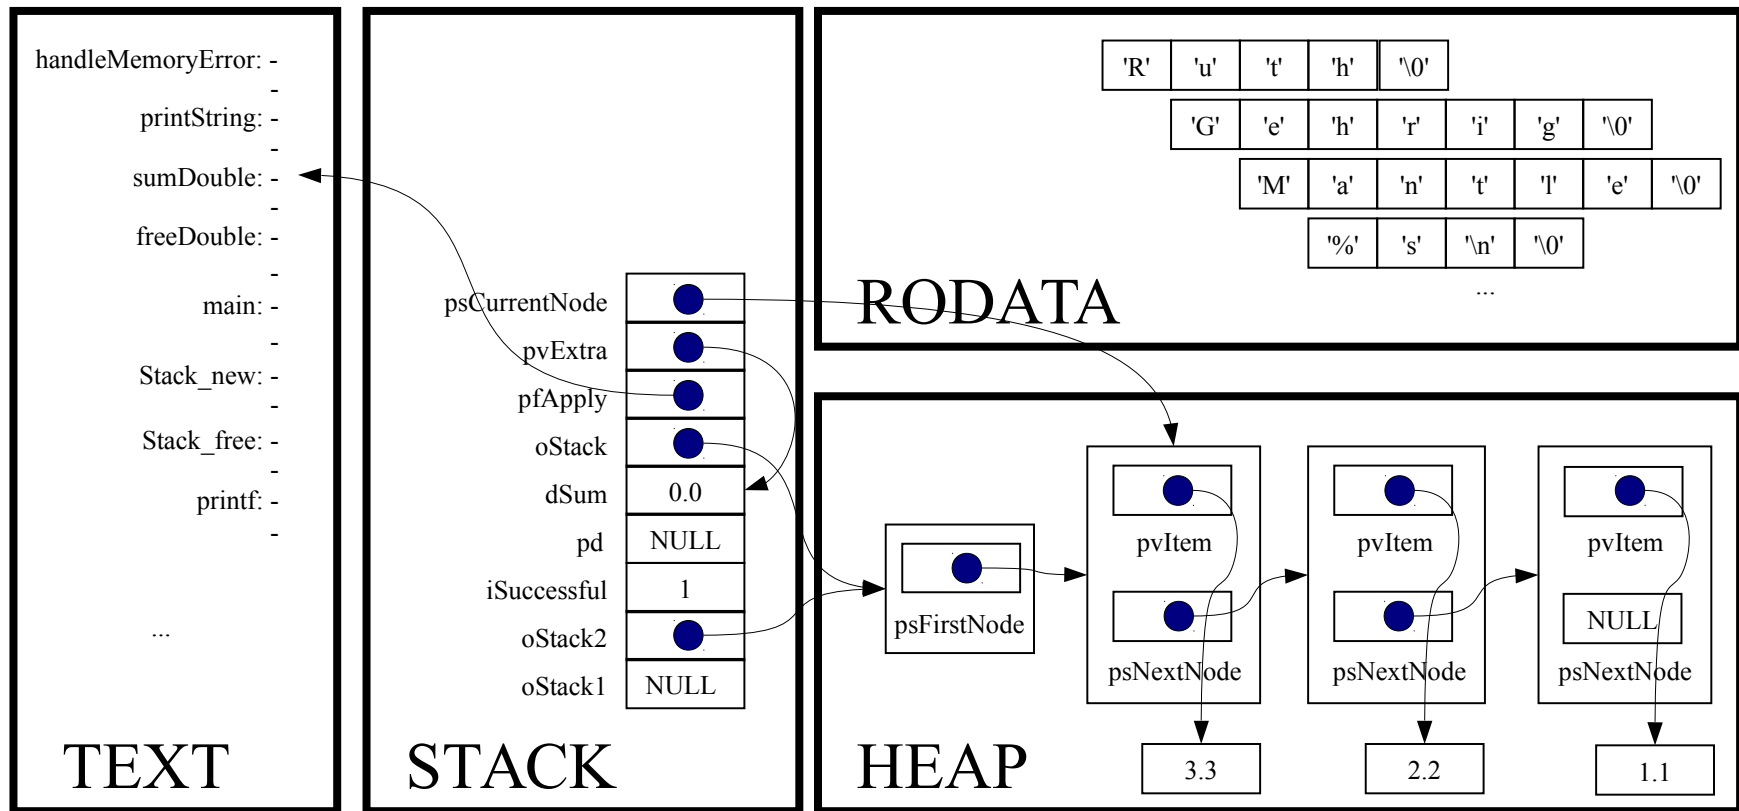 handleMemoryError: -
-
printString: -
-
sumDouble: -
-
freeDouble: -
-
main: -
-
Stack_new: -
-
Stack_free: -
-
printf: -
-
...
TEXT
psCurrentNode
pvExtra
pfApply
oStack
dSum 0.0
pd NULL
iSuccessful 1
oStack2
oStack1 NULL
STACK
'R' 'u' 't' 'h' '\0'
'G' 'e' 'h' 'r' 'i' 'g' '\0'
'M' 'a' 'n' 't' 'l' 'e' '\0'
'%' 's' '\n' '\0'
...
RODATA
psFirstNode
pvItem pvItem pvItem
NULL
psNextNode psNextNode psNextNode
3.3 2.2 1.1
HEAP